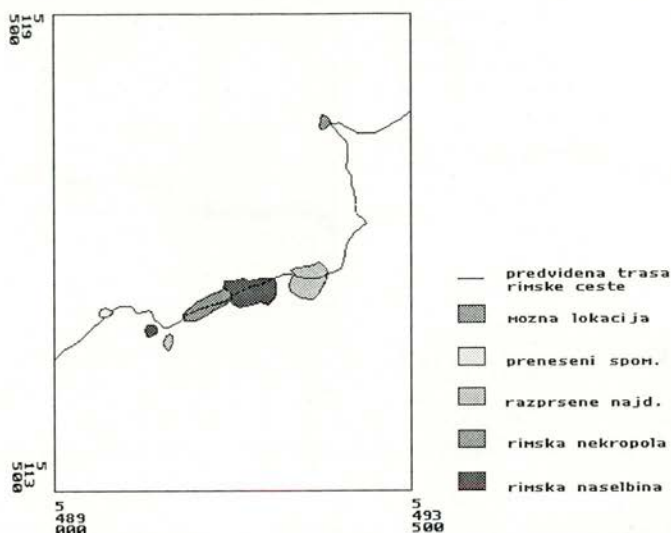 5
119
500
predvidena trasa
rimske ceste
mozna lokacija
preneseni spom.
razprsene najd.
rimska nekropola
rimska naselbina
5
113
500
5
489
000
5
493
500